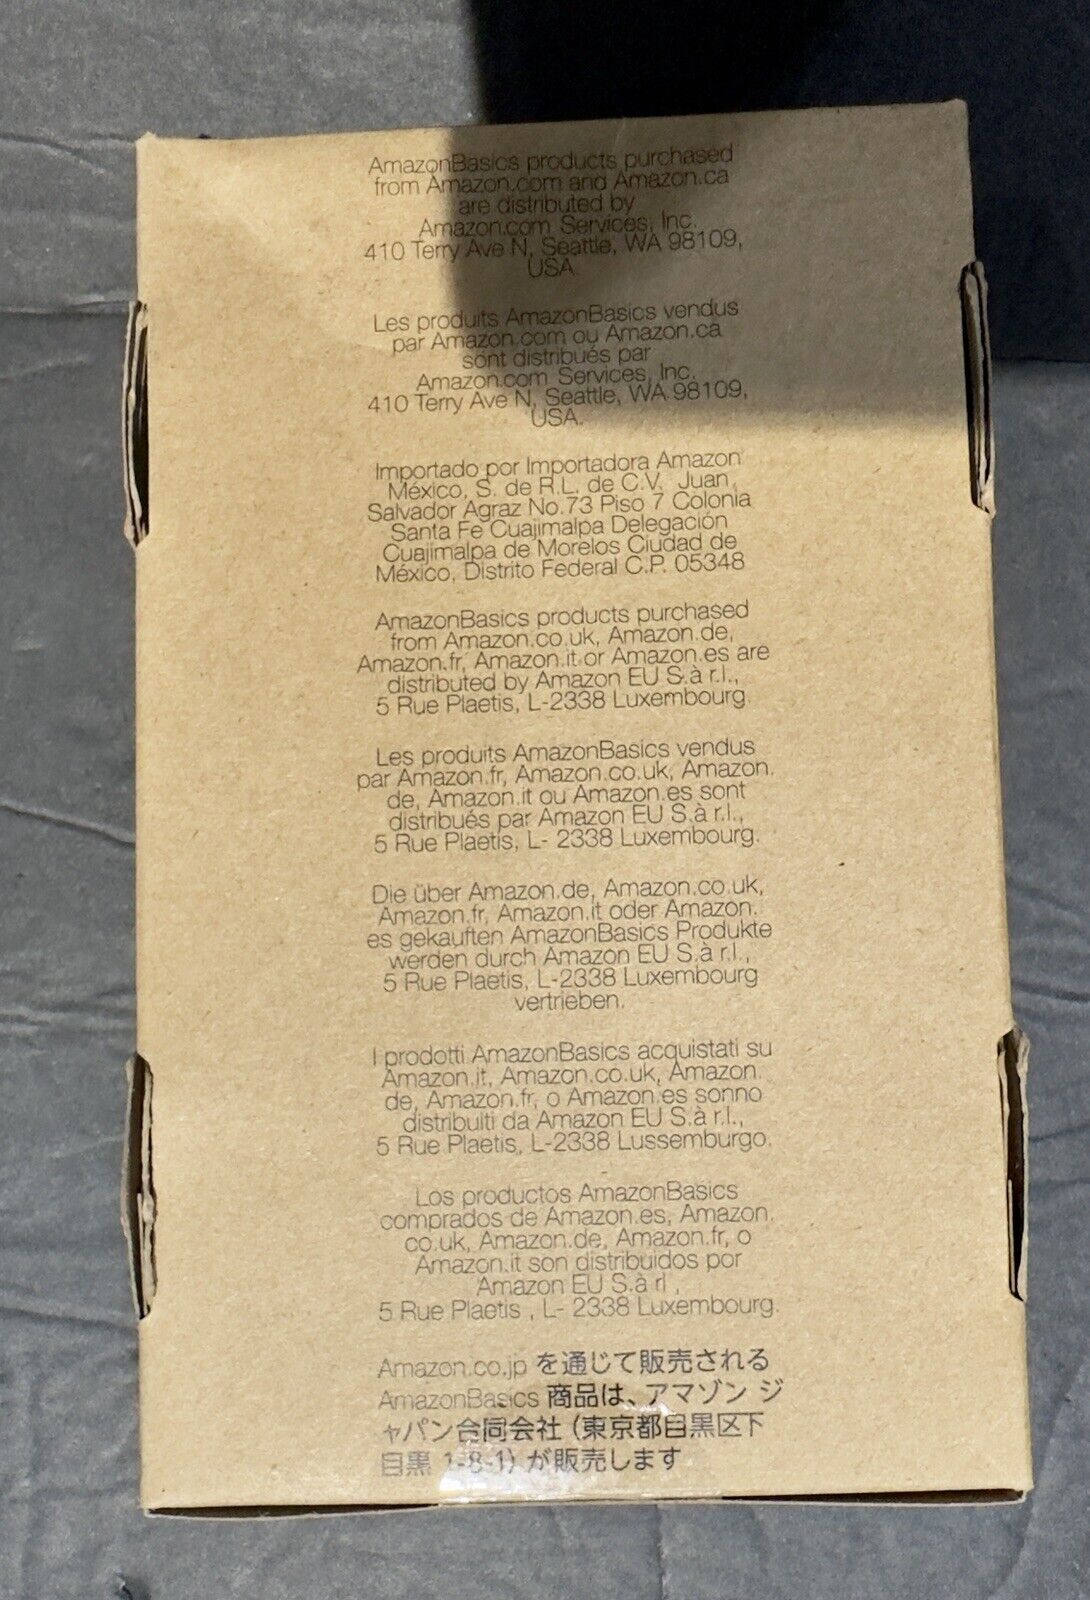 AmazonBasics products purchased
from Amazon.com and Amazon.ca
are distributed by
Amazon.com Services, Inc.
410 Terry Ave N, Seattle, WA 98109,
USA.
Les produits AmazonBasics vendus
par Amazon.com ou Amazon.ca
sont distribués par
Amazon.com Services, Inc.
410 Terry Ave N, Seattle, WA 98109,
USA.
Importado por Importadora Amazon
México, S. de R.L. de C.V. Juan
Salvador Agraz No.73 Piso 7 Colonia
Santa Fe Cuajimalpa Delegación
Cuajimalpa de Morelos Ciudad de
México, Distrito Federal C.P. 05348
AmazonBasics products purchased
from Amazon.co.uk, Amazon.de,
Amazon.fr, Amazon.it or Amazon.es are
distributed by Amazon EU S.à r.l.,
5 Rue Plaetis, L-2338 Luxembourg.
Les produits AmazonBasics vendus
par Amazon.fr, Amazon.co.uk, Amazon.
de, Amazon.it ou Amazon.es sont
distribués par Amazon EU S.à r.l.,
5 Rue Plaetis, L- 2338 Luxembourg.
Die über Amazon.de, Amazon.co.uk,
Amazon.fr, Amazon.it oder Amazon.
es gekauften AmazonBasics Produkte
werden durch Amazon EU S.à r.l.,
5 Rue Plaetis, L-2338 Luxembourg
vertrieben.
I prodotti AmazonBasics acquistati su
Amazon.it, Amazon.co.uk, Amazon.
de, Amazon.fr, o Amazon.es sonno
distribuiti da Amazon EU S.à r.l.,
5 Rue Plaetis, L-2338 Lussemburgo.
Los productos AmazonBasics
comprados de Amazon.es, Amazon.
co.uk, Amazon.de, Amazon.fr, o
Amazon.it son distribuidos por
Amazon EU S.à rl ,
5 Rue Plaetis , L- 2338 Luxembourg.
Amazon.co.jp を通じて販売される
AmazonBasics 商品は、アマゾン ジ
ャパン合同会社 (東京都目黒区下
目黒 1-8-1) が販売します